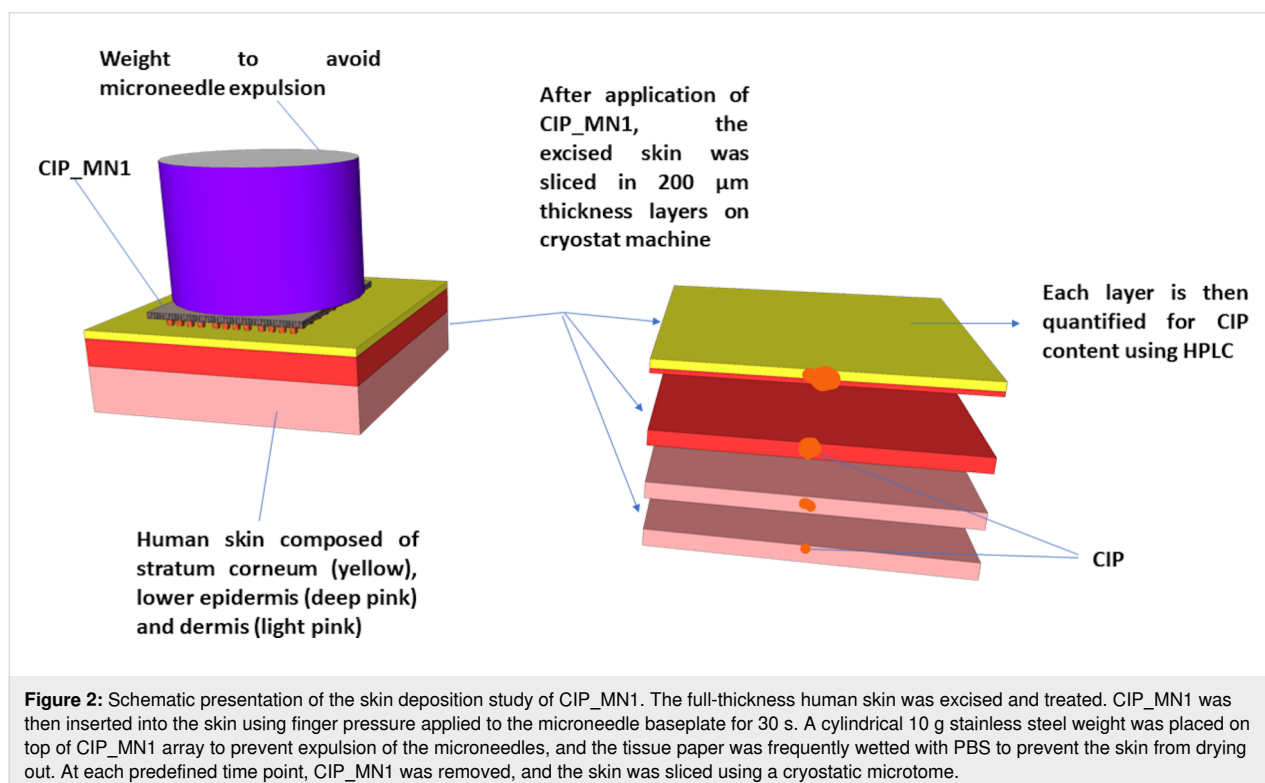 Weight to avoid
microneedle expulsion
CIP_MN1
After application of
CIP_MN1, the
excised skin was
sliced in 200 µm
thickness layers on
cryostat machine
Each layer is then
quantified for CIP
content using HPLC
Human skin composed of
stratum corneum (yellow),
lower epidermis (deep pink)
and dermis (light pink)
CIP
Figure 2: Schematic presentation of the skin deposition study of CIP_MN1. The full-thickness human skin was excised and treated. CIP_MN1 was
then inserted into the skin using finger pressure applied to the microneedle baseplate for 30 s. A cylindrical 10 g stainless steel weight was placed on
top of CIP_MN1 array to prevent expulsion of the microneedles, and the tissue paper was frequently wetted with PBS to prevent the skin from drying
out. At each predefined time point, CIP_MN1 was removed, and the skin was sliced using a cryostatic microtome.